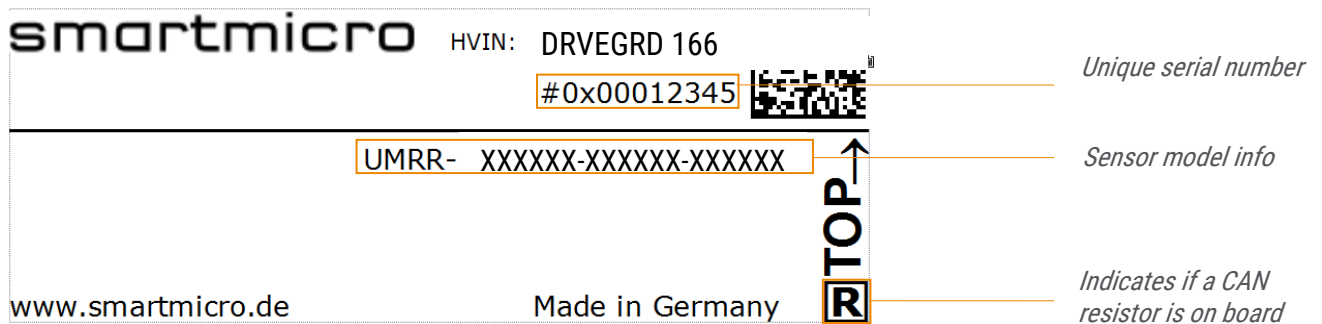 smartmicro HVIN: DRVEGRD 166
#0x00012345
Unique serial number
UMRR- XXXXXX-XXXXXX-XXXXXX
Sensor model info
TOP
www.smartmicro.de Made in Germany R
Indicates if a CAN
resistor is on board